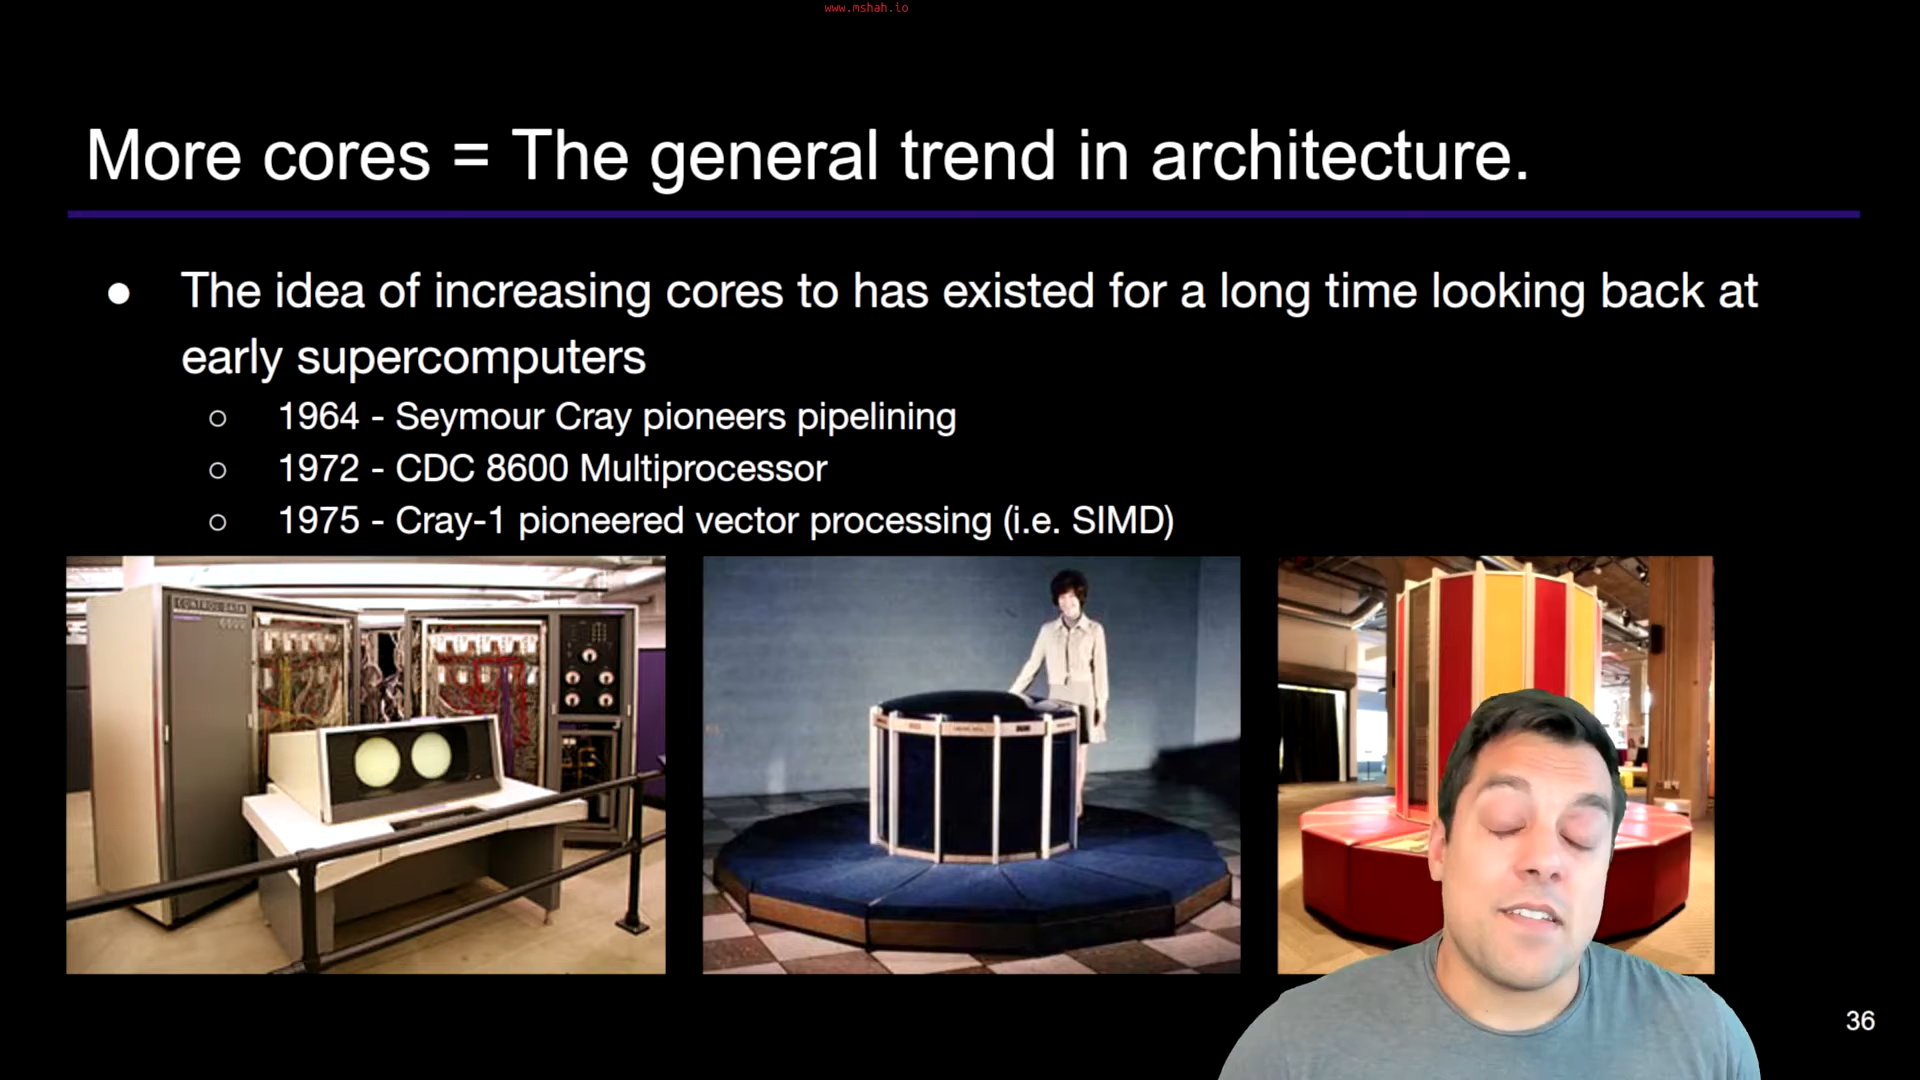 www.mshah.io
More cores = The general trend in architecture.
● The idea of increasing cores to has existed for a long time looking back at
early supercomputers
○ 1964 - Seymour Cray pioneers pipelining
○ 1972 - CDC 8600 Multiprocessor
○ 1975 - Cray-1 pioneered vector processing (i.e. SIMD)
CONTROL DATA
36